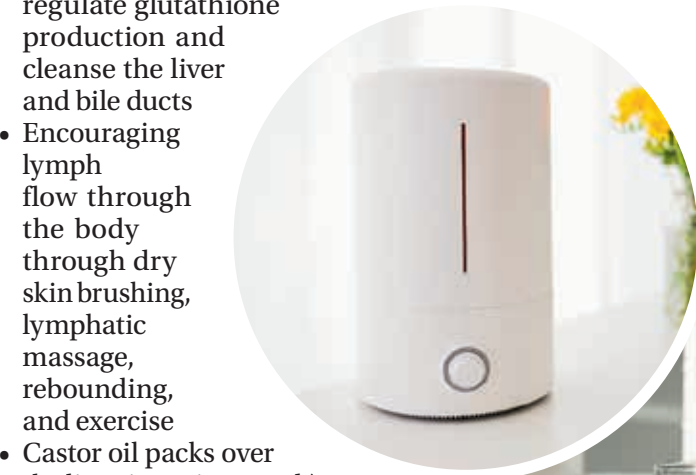 regulate glutathione
production and
cleanse the liver
and bile ducts
• Encouraging
lymph
flow through
the body
through dry
skin brushing,
lymphatic
massage,
rebounding,
and exercise
• Castor oil packs over